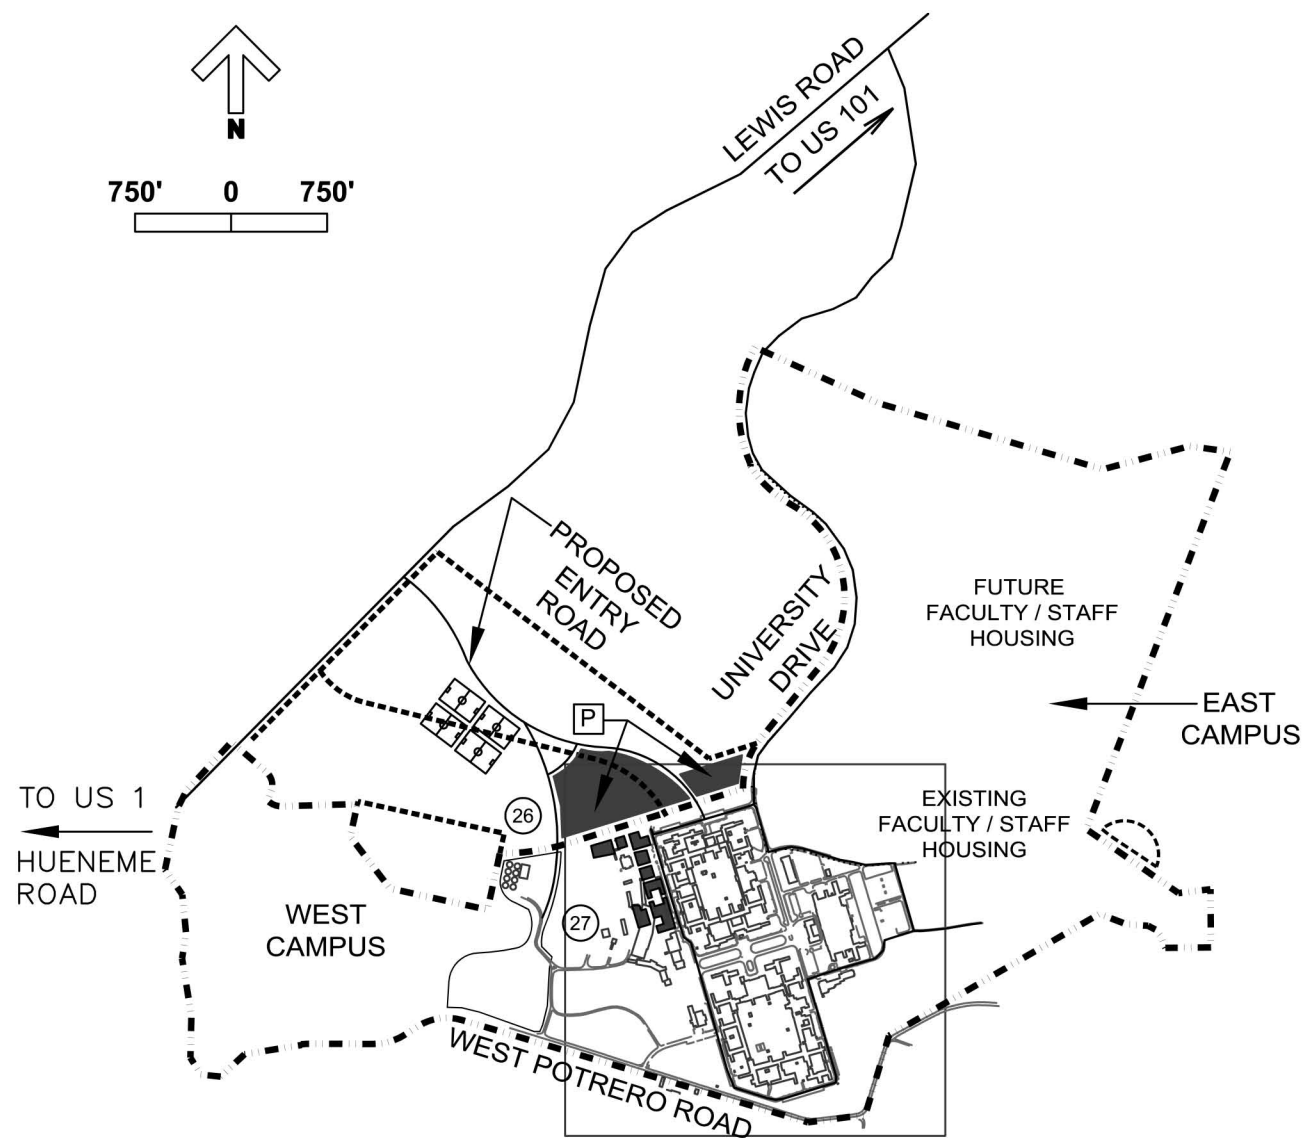 LEWIS ROAD
TO US 101
N
750' 0 750'
PROPOSED
ENTRY
ROAD
UNIVERSITY
DRIVE
FUTURE
FACULTY / STAFF
HOUSING
EAST
CAMPUS
P
TO US 1
HUENEME
ROAD
26
EXISTING
FACULTY / STAFF
HOUSING
WEST
CAMPUS
27
WEST POTRERO ROAD